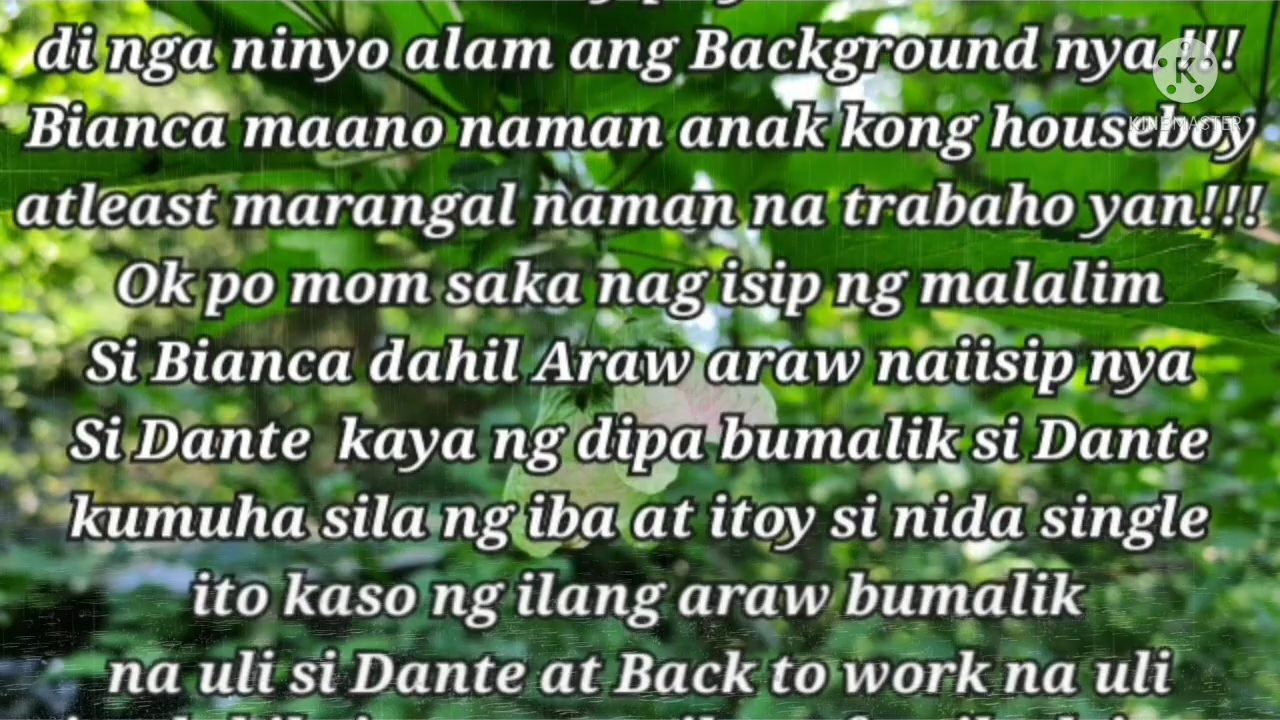 di nga ninyo alam ang Background nya !!!
Bianca maano naman anak kong houseboy
atleast marangal naman na trabaho yan!!!
Ok po mom saka nag isip ng malalim
Si Bianca dahil Araw araw naiisip nya
Si Dante kaya ng dipa bumalik si Dante
kumuha sila ng iba at itoy si nida single
ito kaso ng ilang araw bumalik
na uli si Dante at Back to work na uli
K
KINEMASTER